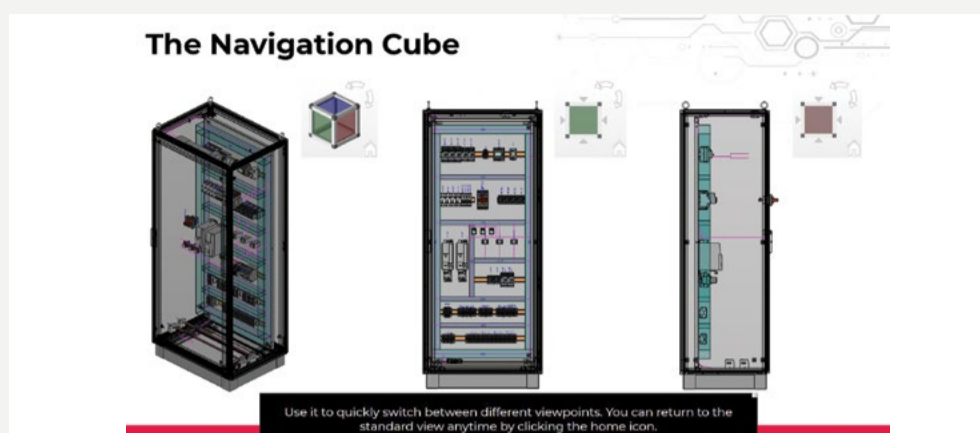 The Navigation Cube
Use it to quickly switch between different viewpoints. You can return to the
standard view anytime by clicking the home icon.